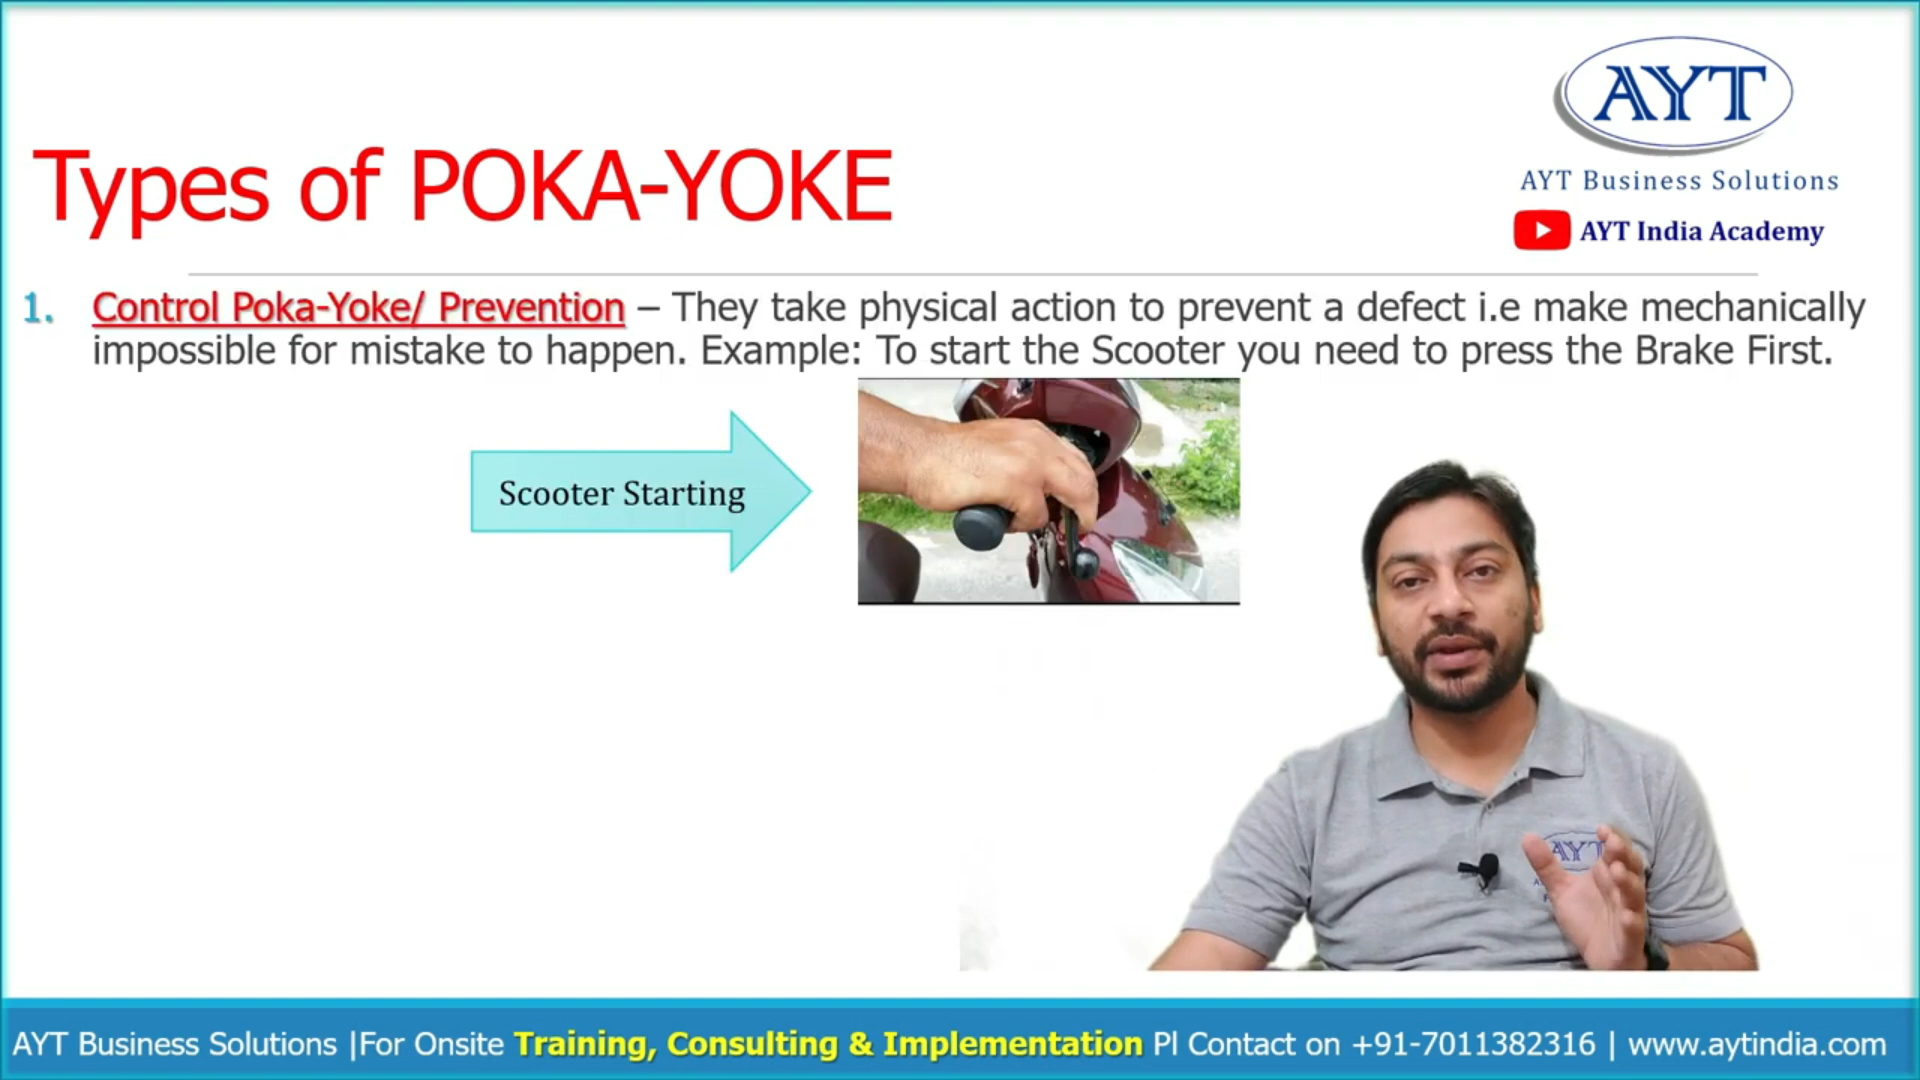 AYT
AYT Business Solutions
AYT India Academy
Types of POKA-YOKE
1. Control Poka-Yoke/ Prevention – They take physical action to prevent a defect i.e make mechanically
impossible for mistake to happen. Example: To start the Scooter you need to press the Brake First.
Scooter Starting
AYT
AYT Business Solutions |For Onsite Training, Consulting & Implementation Pl Contact on +91-7011382316 | www.aytindia.com